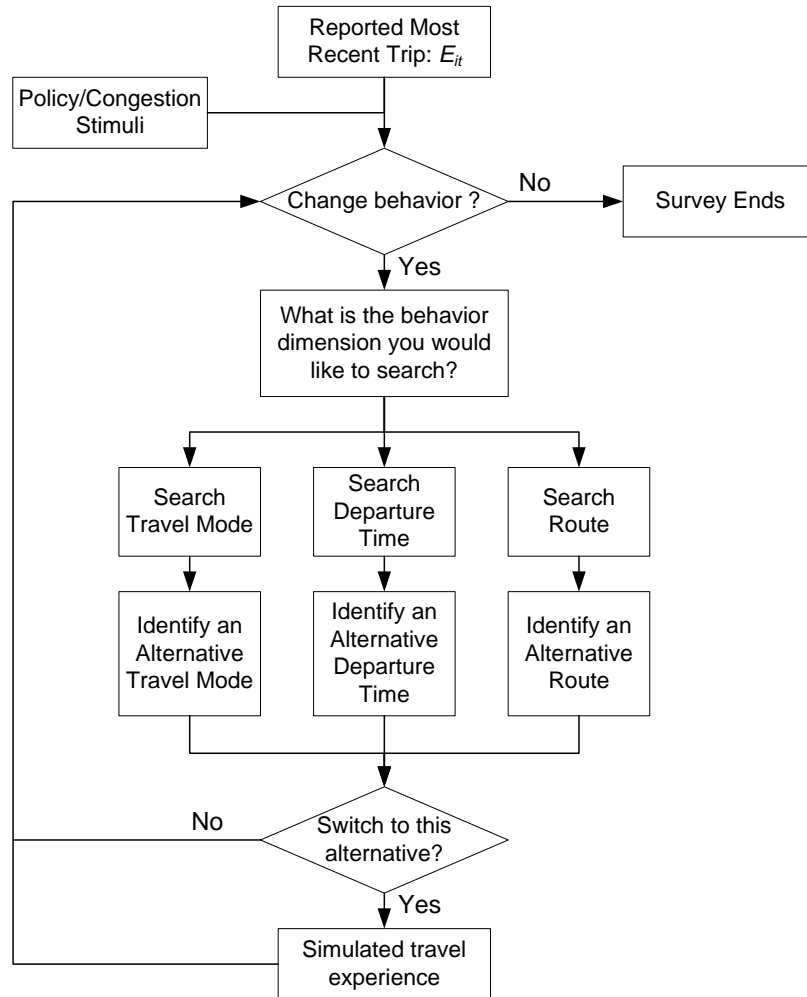 Reported Most
Recent Trip: E_it
Policy/Congestion
Stimuli
Change behavior ?
No
Survey Ends
Yes
What is the behavior
dimension you would
like to search?
Search
Travel Mode
Search
Departure
Time
Search
Route
Identify an
Alternative
Travel Mode
Identify an
Alternative
Departure
Time
Identify an
Alternative
Route
No
Switch to this
alternative?
Yes
Simulated travel
experience